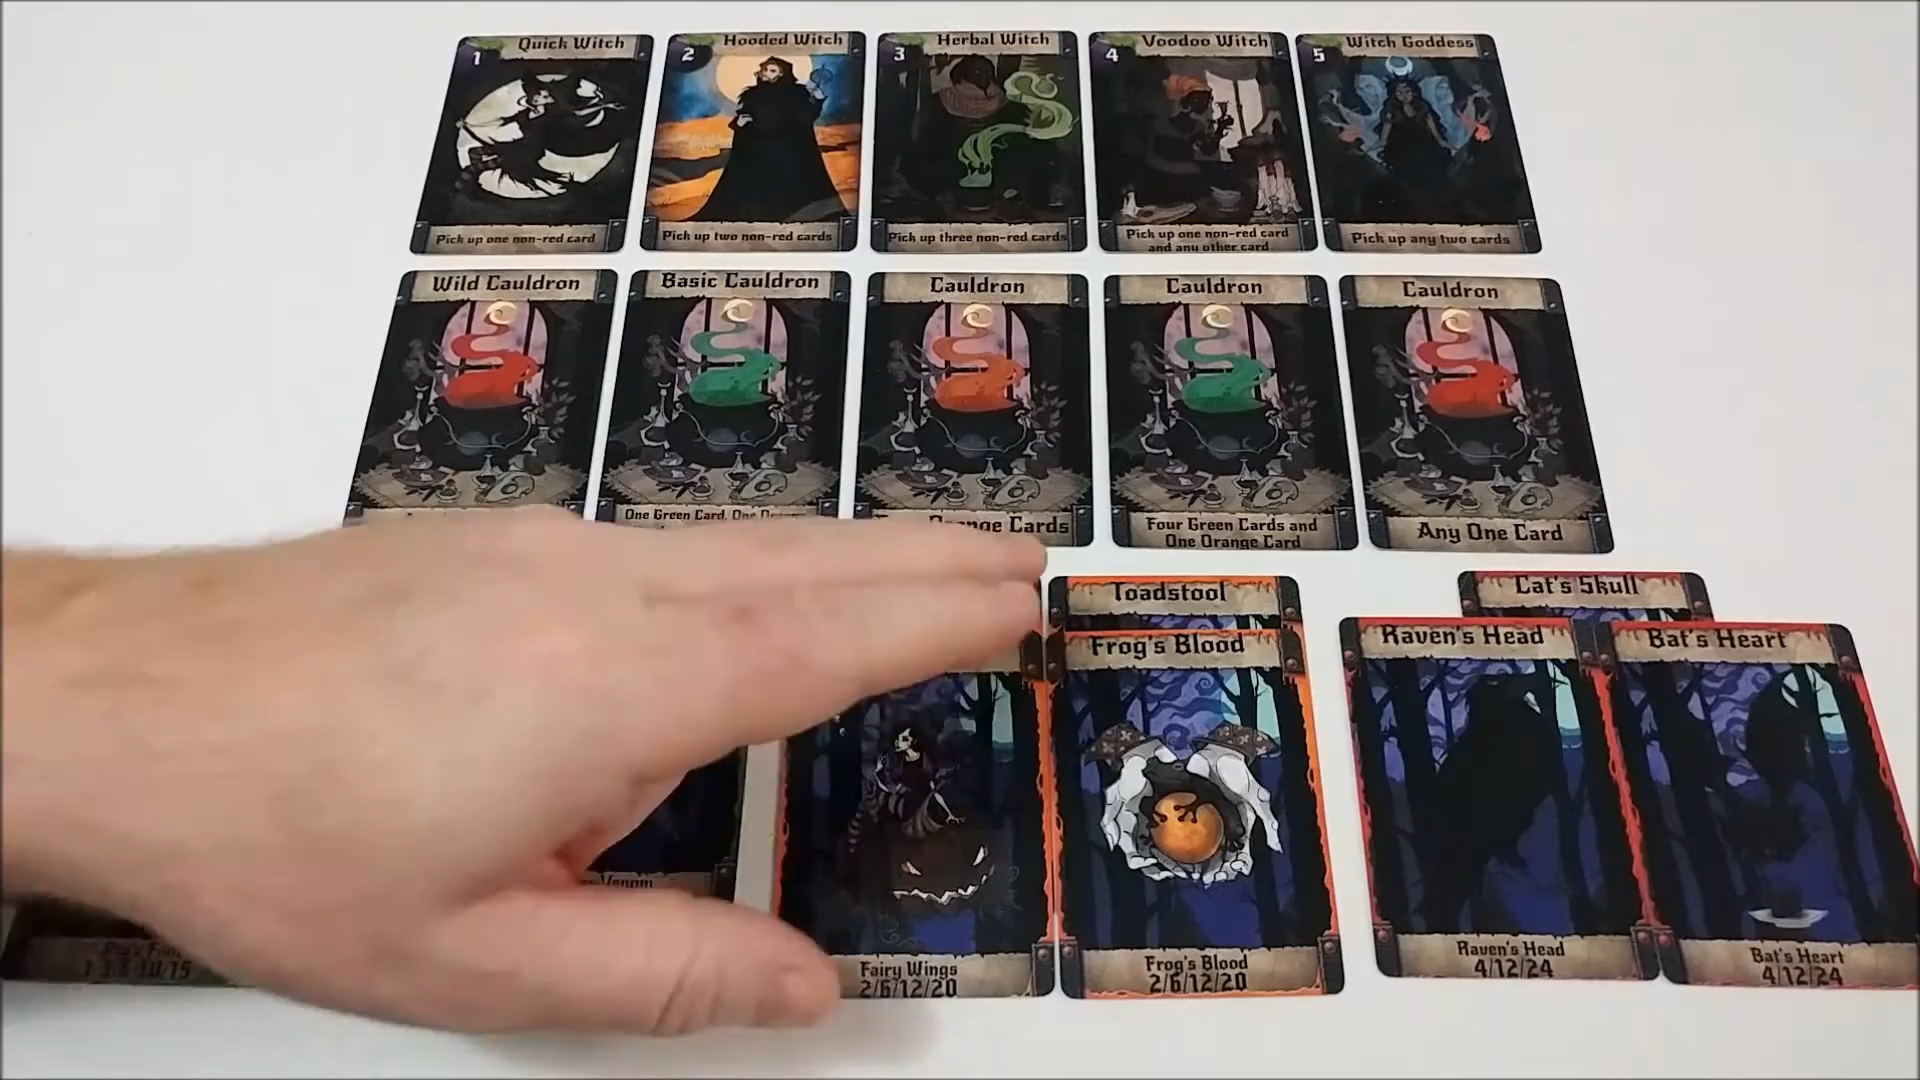 1 Quick Witch
2 Hooded Witch
3 Herbal Witch
4 Voodoo Witch
5 Witch Goddess
Pick up one non-red card
Pick up two non-red cards
Pick up three non-red cards
Pick up one non-red card
and any other card
Pick up any two cards
Wild Cauldron
Basic Cauldron
Cauldron
Cauldron
Cauldron
One Green Card, One
Orange Cards
Four Green Cards and
One Orange Card
Any One Card
Toadstool
Cat's Skull
Frog's Blood
Raven's Head
Bat's Heart
Venom
Fairy Wings
2/6/12/20
Frog's Blood
2/6/12/20
Raven's Head
4/12/24
Bat's Heart
4/12/24